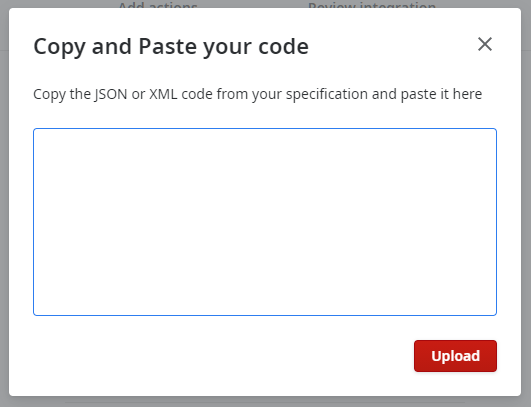 Add actions Review integration
Copy and Paste your code
Copy the JSON or XML code from your specification and paste it here
Upload